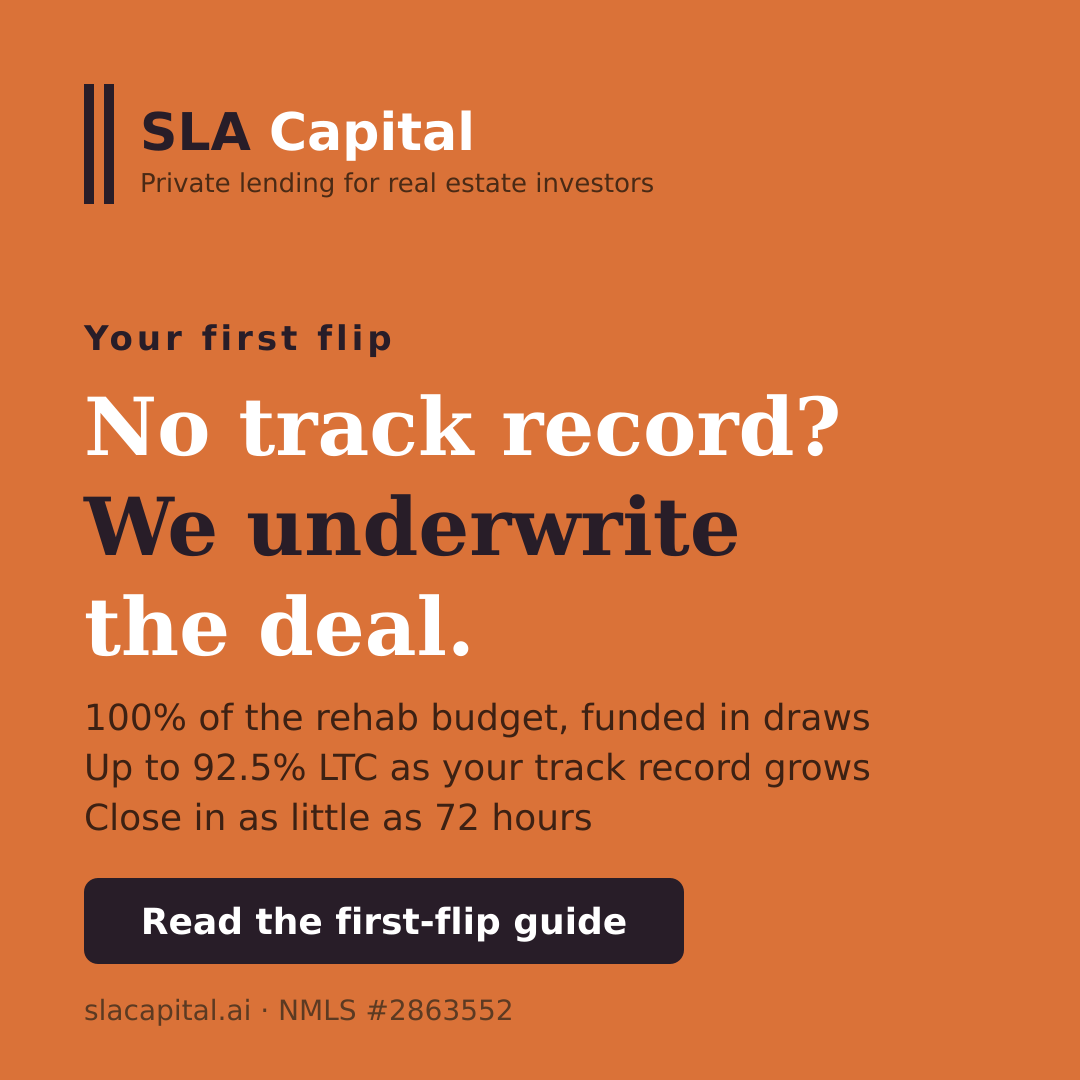 SLA Capital
Private lending for real estate investors
Your first flip
No track record?
We underwrite
the deal.
100% of the rehab budget, funded in draws
Up to 92.5% LTC as your track record grows
Close in as little as 72 hours
Read the first-flip guide
slacapital.ai · NMLS #2863552